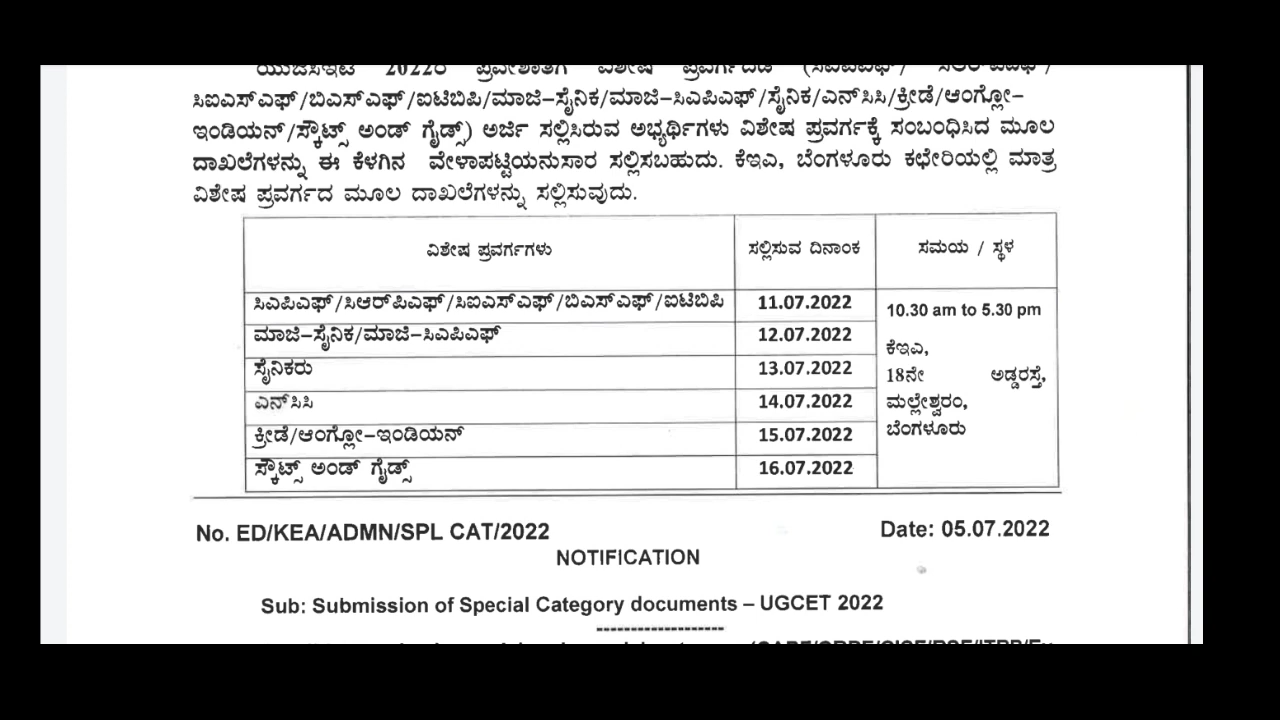 ಯುಜಿಸಿಇಟಿ 2022ರ ಪ್ರವೇಶಾತಿಗೆ ವಿಶೇಷ ಪ್ರವರ್ಗದಡಿ
ಸಿಐಎಸ್ಎಫ್/ಬಿಎಸ್ಎಫ್/ಐಟಿಬಿಪಿ/ಮಾಜಿ-ಸೈನಿಕ/ಮಾಜಿ-ಸಿಎಪಿಎಫ್/ಸೈನಿಕ/ಎನ್‌ಸಿಸಿ/ಕ್ರೀಡೆ/ಆಂಗ್ಲೋ-
ಇಂಡಿಯನ್/ಸ್ಕೌಟ್ಸ್ ಅಂಡ್ ಗೈಡ್ಸ್) ಅರ್ಜಿ ಸಲ್ಲಿಸಿರುವ ಅಭ್ಯರ್ಥಿಗಳು ವಿಶೇಷ ಪ್ರವರ್ಗಕ್ಕೆ ಸಂಬಂಧಿಸಿದ ಮೂಲ
ದಾಖಲೆಗಳನ್ನು ಈ ಕೆಳಗಿನ ವೇಳಾಪಟ್ಟಿಯನುಸಾರ ಸಲ್ಲಿಸಬಹುದು. ಕೆಇಎ, ಬೆಂಗಳೂರು ಕಛೇರಿಯಲ್ಲಿ ಮಾತ್ರ
ವಿಶೇಷ ಪ್ರವರ್ಗದ ಮೂಲ ದಾಖಲೆಗಳನ್ನು ಸಲ್ಲಿಸುವುದು.
ವಿಶೇಷ ಪ್ರವರ್ಗಗಳು ಸಲ್ಲಿಸುವ ದಿನಾಂಕ ಸಮಯ / ಸ್ಥಳ
ಸಿಎಪಿಎಫ್/ಸಿಆರ್‌ಪಿಎಫ್/ಸಿಐಎಸ್ಎಫ್/ಬಿಎಸ್ಎಫ್/ಐಟಿಬಿಪಿ 11.07.2022 10.30 am to 5.30 pm
ಮಾಜಿ-ಸೈನಿಕ/ಮಾಜಿ-ಸಿಎಪಿಎಫ್ 12.07.2022 ಕೆಇಎ,
ಸೈನಿಕರು 13.07.2022 18ನೇ ಅಡ್ಡರಸ್ತೆ,
ಎನ್‌ಸಿಸಿ 14.07.2022 ಮಲ್ಲೇಶ್ವರಂ,
ಕ್ರೀಡೆ/ಆಂಗ್ಲೋ-ಇಂಡಿಯನ್ 15.07.2022 ಬೆಂಗಳೂರು
ಸ್ಕೌಟ್ಸ್ ಅಂಡ್ ಗೈಡ್ಸ್ 16.07.2022
No. ED/KEA/ADMN/SPL CAT/2022 Date: 05.07.2022
NOTIFICATION
Sub: Submission of Special Category documents – UGCET 2022
-------------------